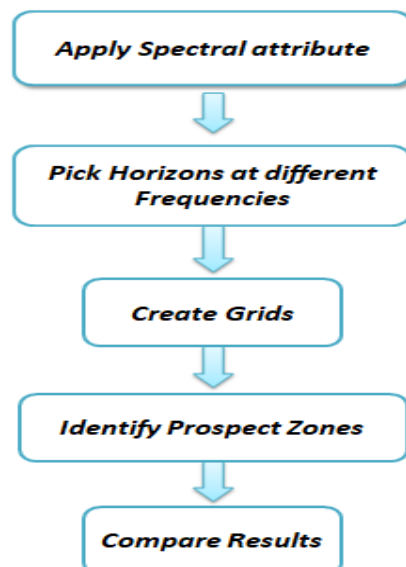 Apply Spectral attribute
Pick Horizons at different
Frequencies
Create Grids
Identify Prospect Zones
Compare Results